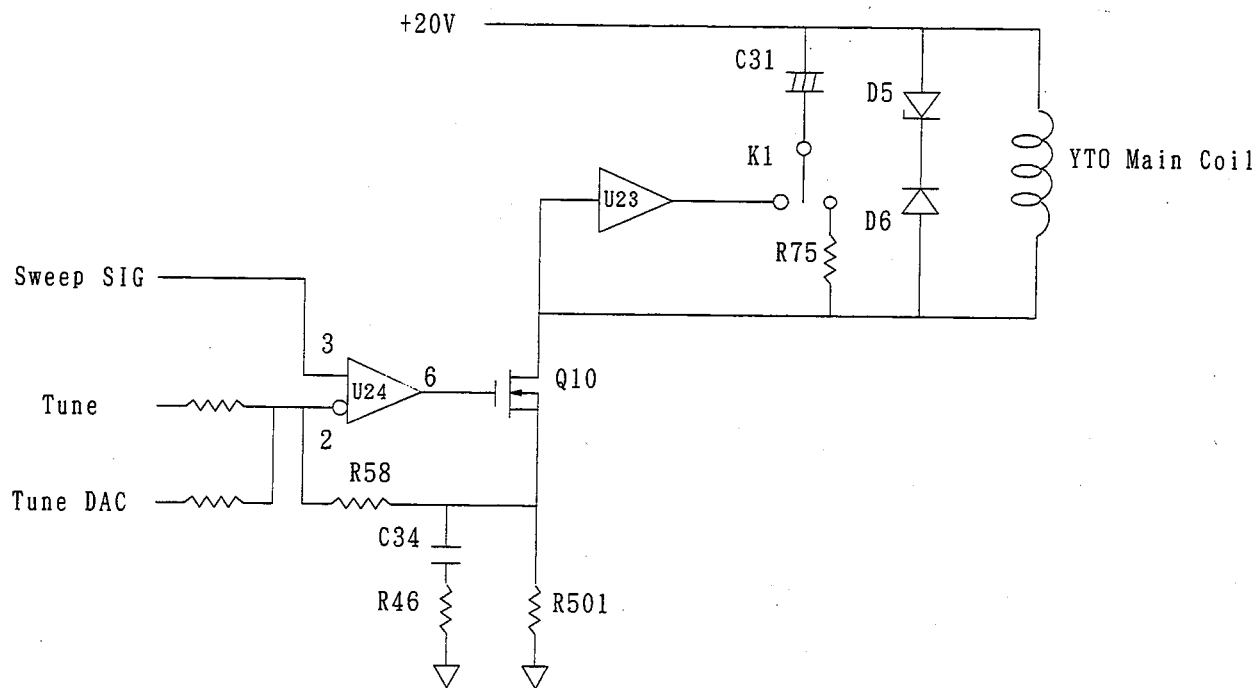 +20V
C31
D5
K1
YTO Main Coil
U23
D6
R75
Sweep SIG
3
U24
6
Q10
Tune
2
R58
Tune DAC
C34
R46
R501